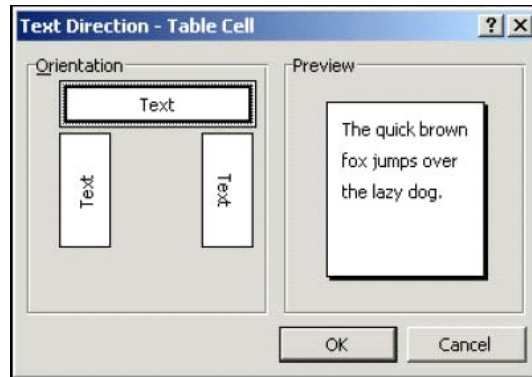 Text Direction - Table Cell
Orientation
Text
Text
Text
Preview
The quick brown
fox jumps over
the lazy dog.
OK
Cancel